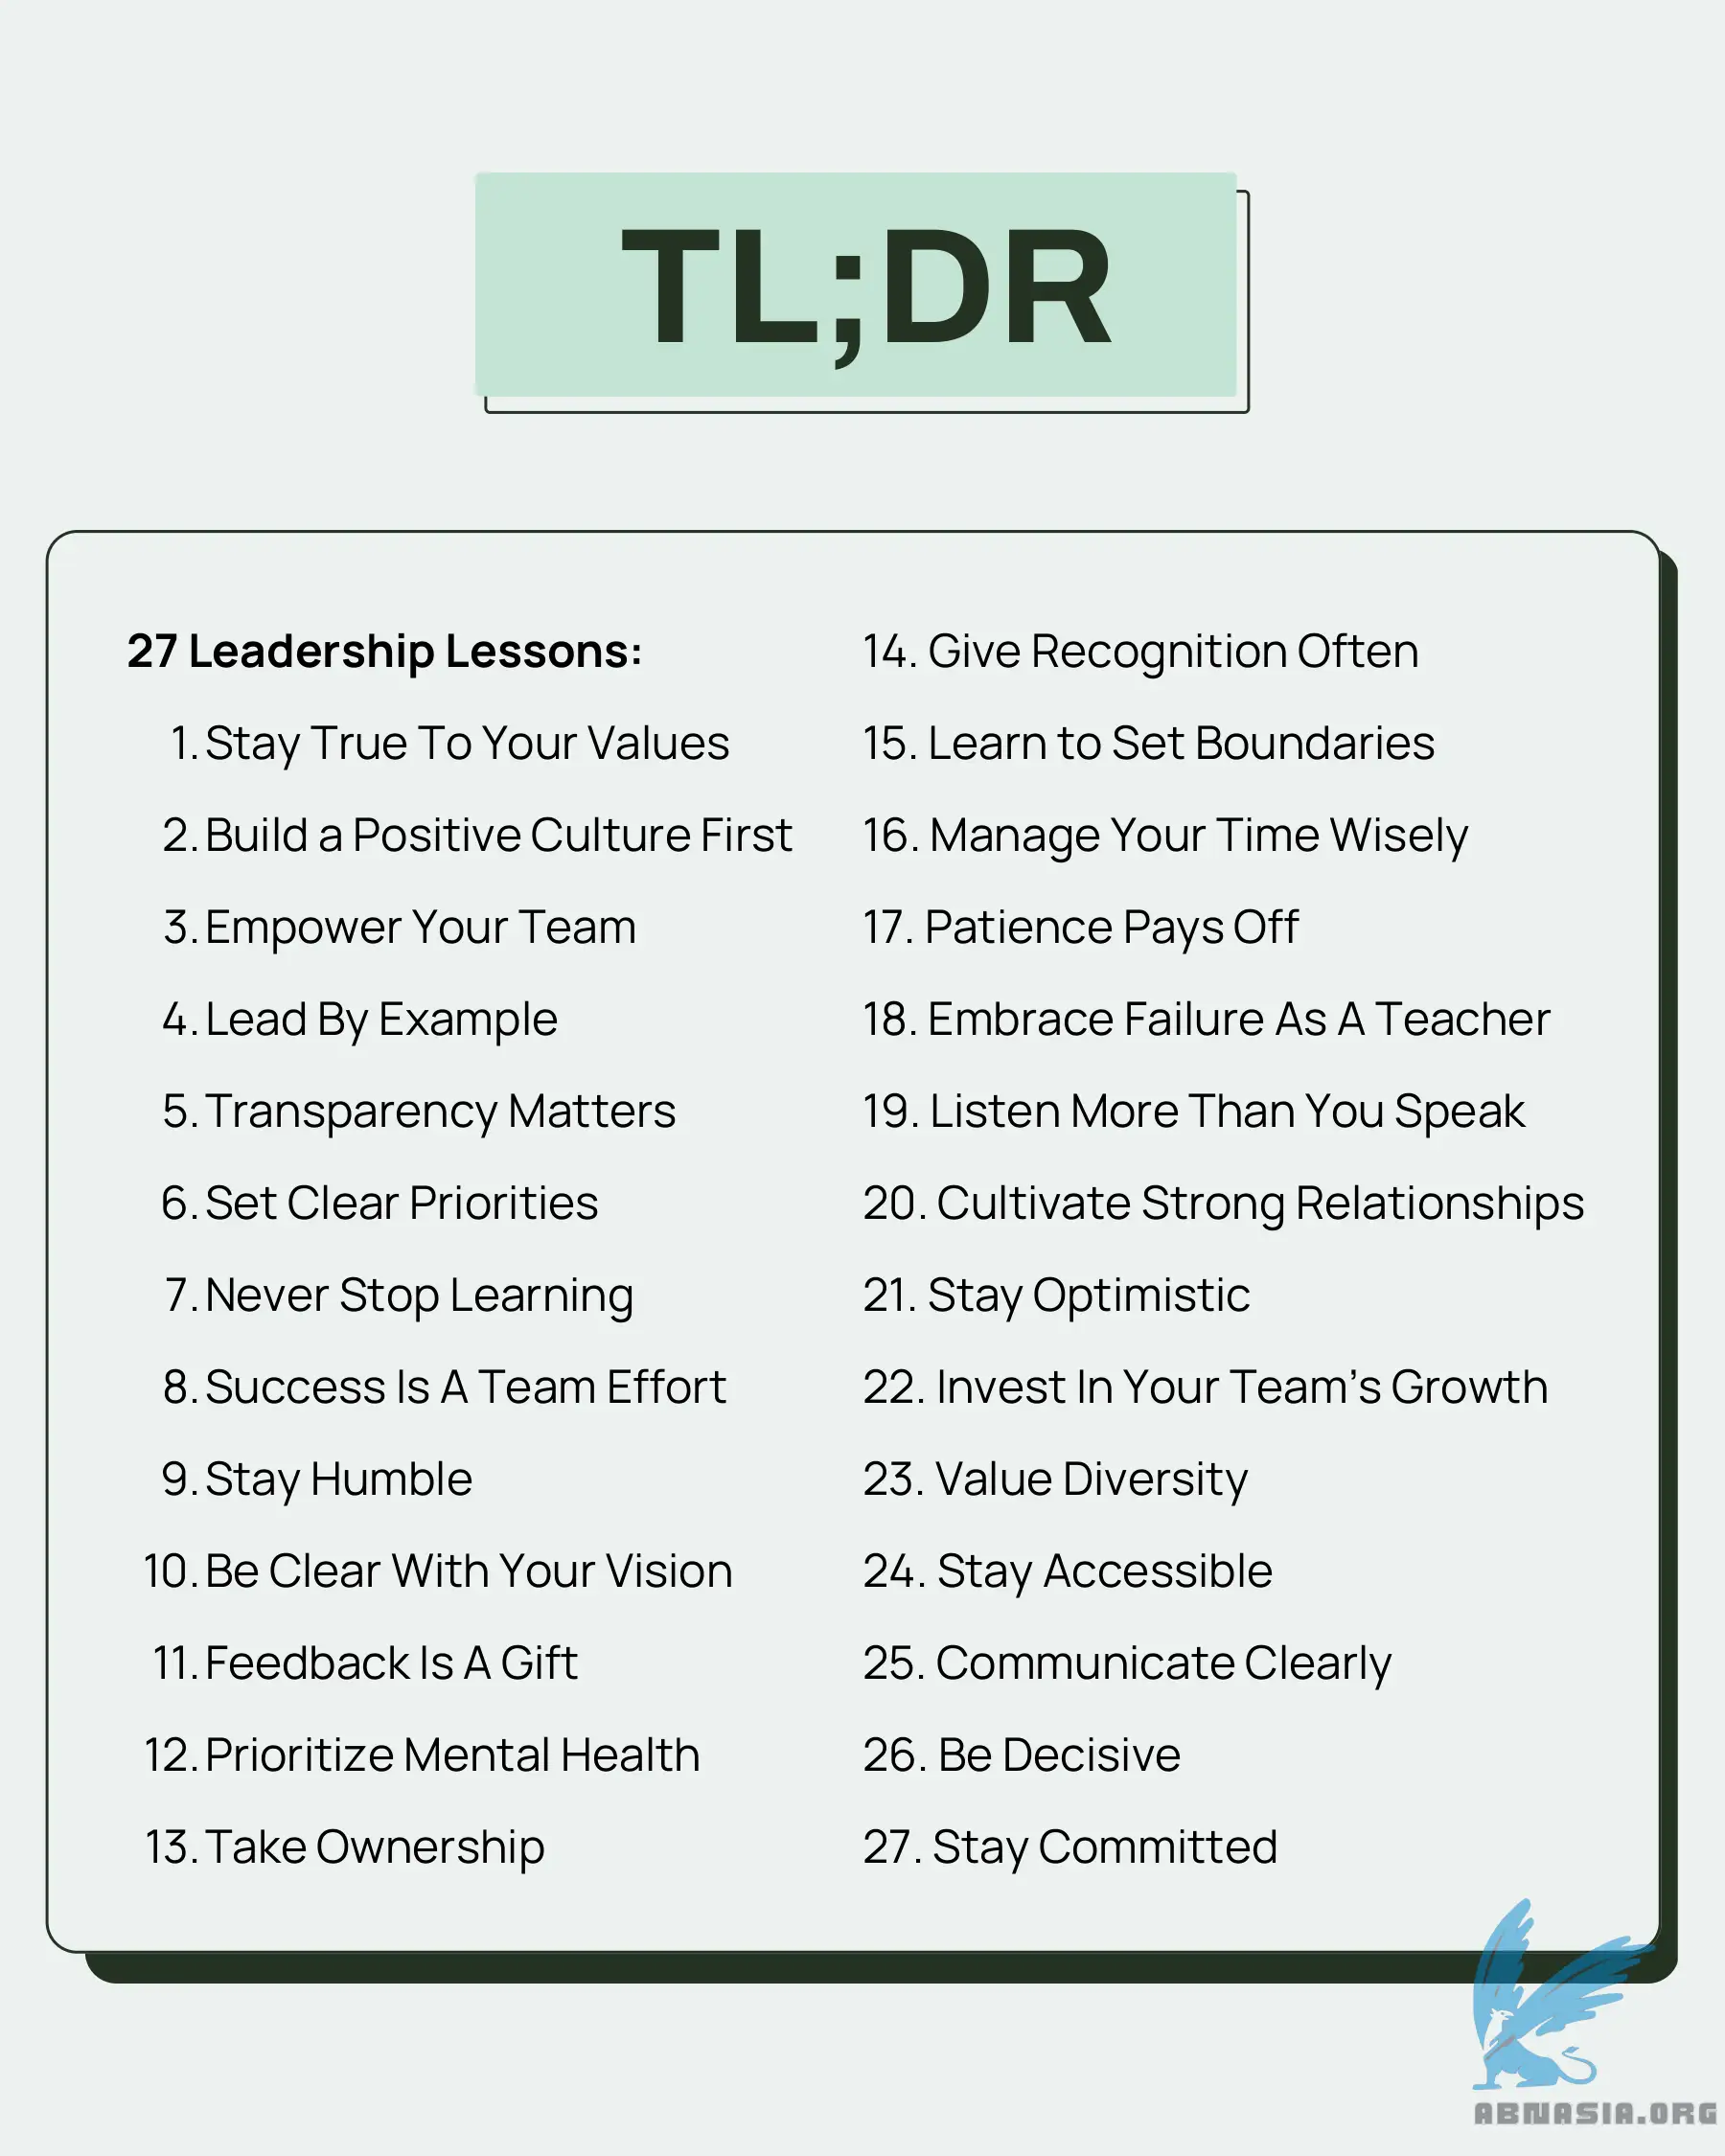 TL;DR
27 Leadership Lessons:
1. Stay True To Your Values
2. Build a Positive Culture First
3. Empower Your Team
4. Lead By Example
5. Transparency Matters
6. Set Clear Priorities
7. Never Stop Learning
8. Success Is A Team Effort
9. Stay Humble
10. Be Clear With Your Vision
11. Feedback Is A Gift
12. Prioritize Mental Health
13. Take Ownership
14. Give Recognition Often
15. Learn to Set Boundaries
16. Manage Your Time Wisely
17. Patience Pays Off
18. Embrace Failure As A Teacher
19. Listen More Than You Speak
20. Cultivate Strong Relationships
21. Stay Optimistic
22. Invest In Your Team’s Growth
23. Value Diversity
24. Stay Accessible
25. Communicate Clearly
26. Be Decisive
27. Stay Committed
ABNASIA.ORG